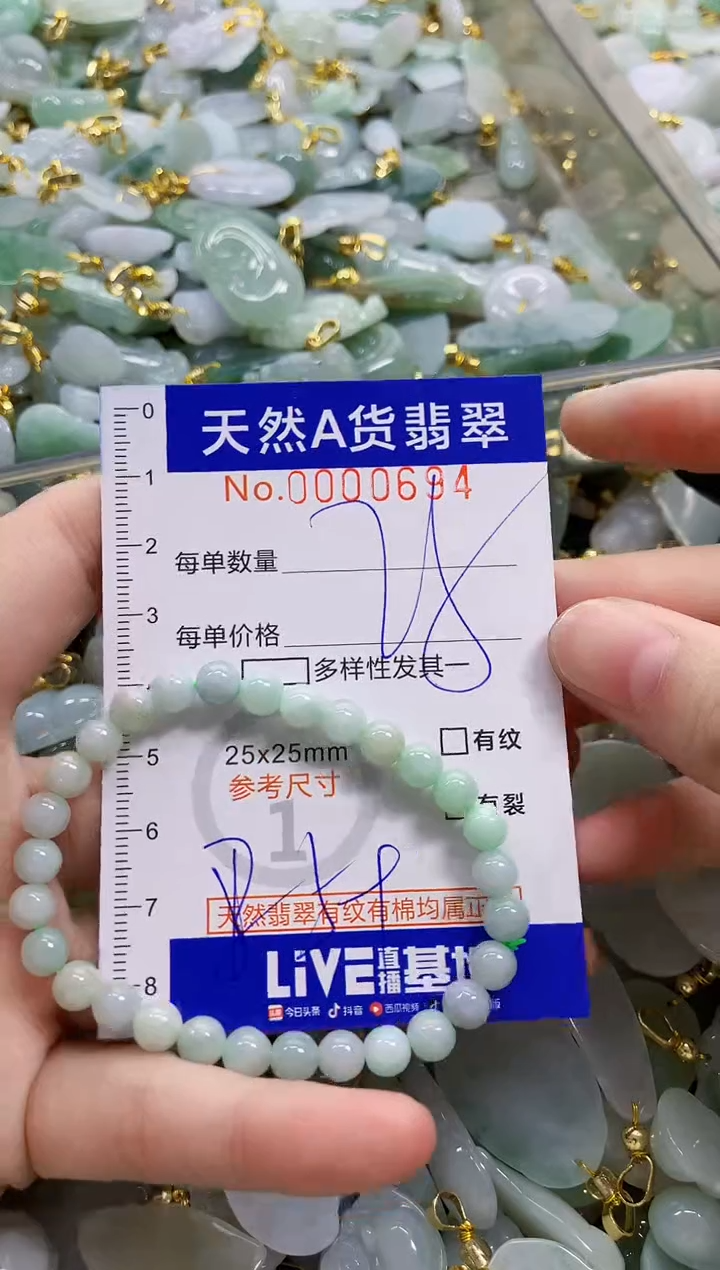 0
天然A货翡翠
No.0000694
1
2
每单数量
3
每单价格
多样性发其一
5
25x25mm
有纹
参考尺寸
有裂
6
1
7
天然翡翠有纹有棉均属正
8
LiVE直播基地
今日头条 抖音 西瓜视频